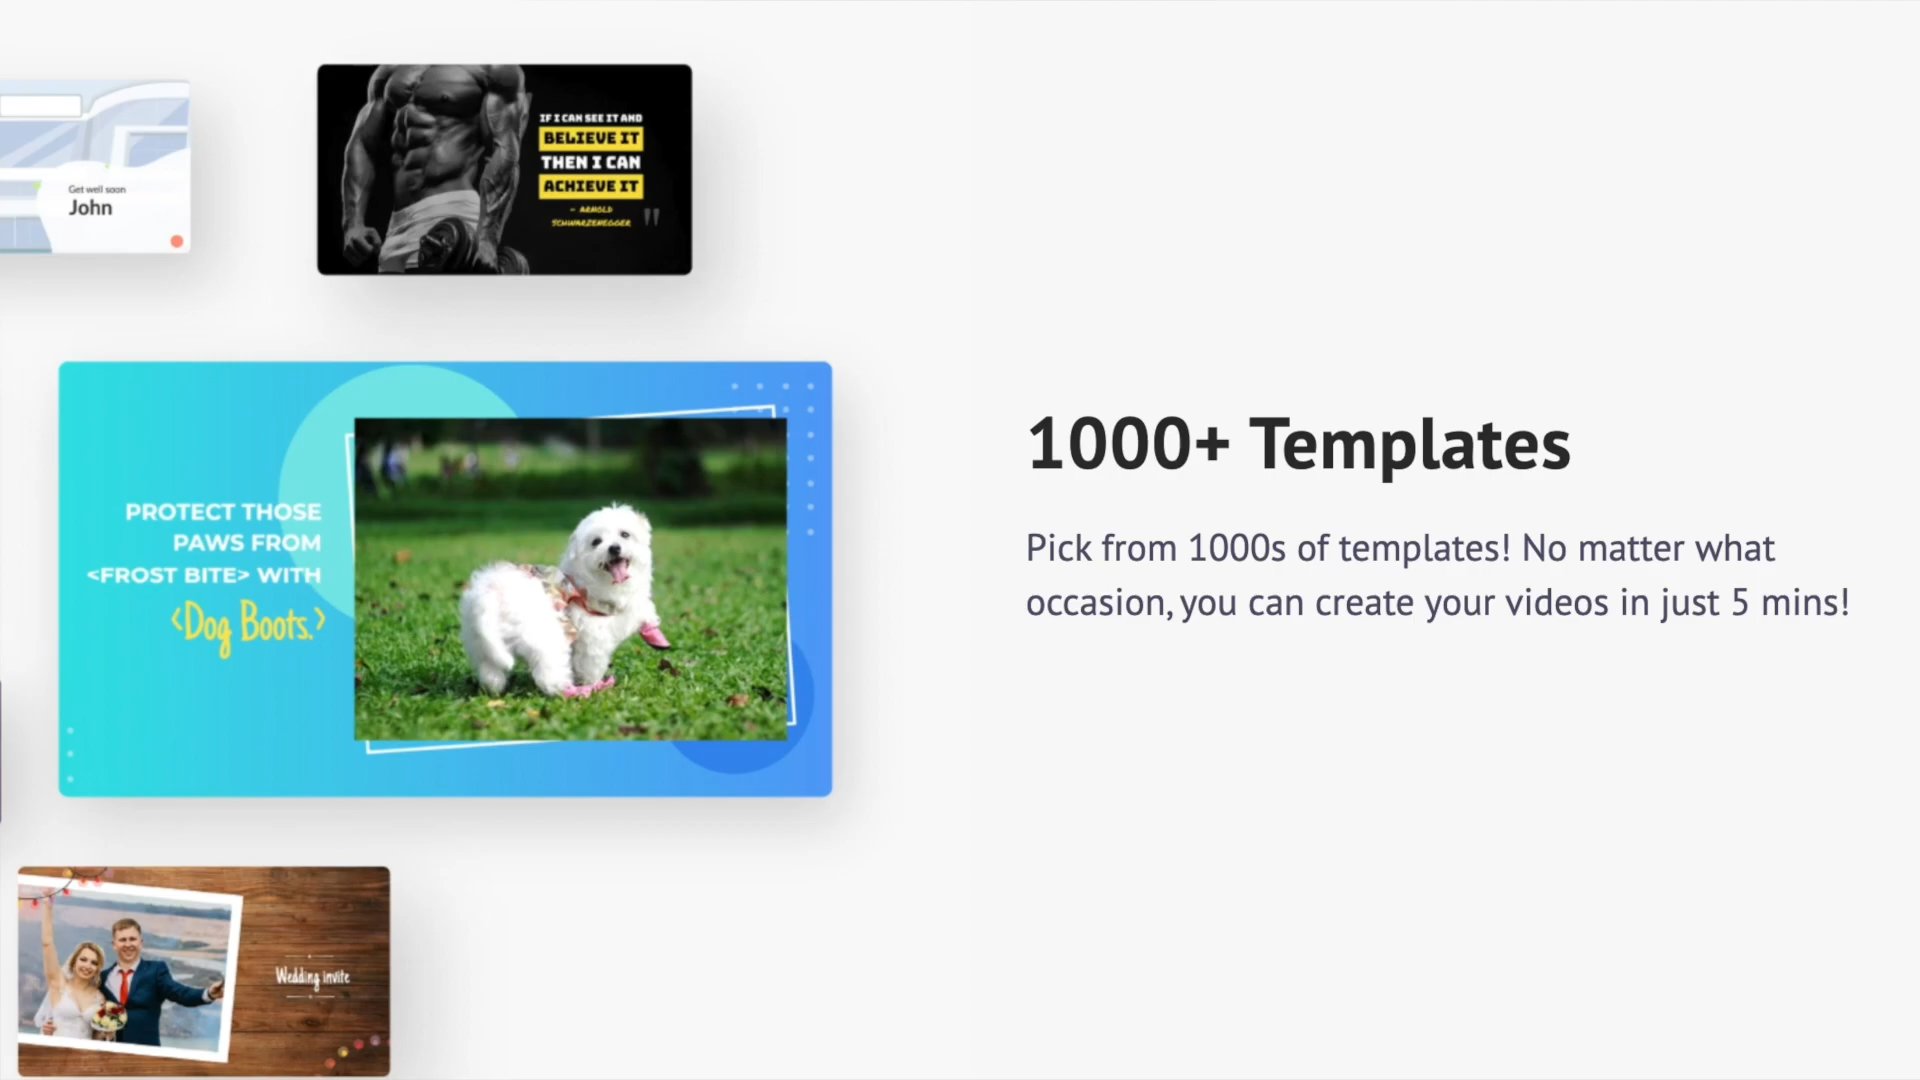 Get well soon
John
IF I CAN SEE IT AND
BELIEVE IT
THEN I CAN
ACHIEVE IT
- ARNOLD
SCHWARZENEGGER
"
PROTECT THOSE
PAWS FROM
<FROST BITE> WITH
<Dog Boots.>
Wedding invite
1000+ Templates
Pick from 1000s of templates! No matter what
occasion, you can create your videos in just 5 mins!